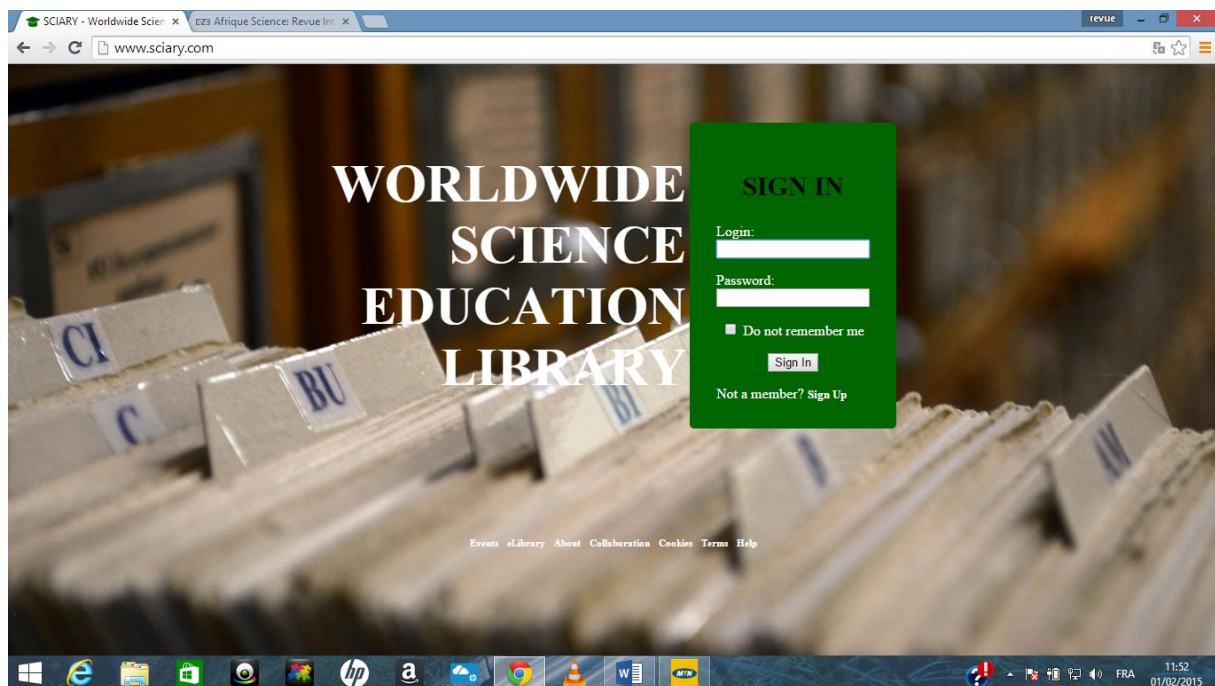 SCIARY - Worldwide Scien
Afrique Science: Revue Int
revue
www.sciary.com
WORLDWIDE
SCIENCE
EDUCATION
LIBRARY
SIGN IN
Login:
Password:
Do not remember me
Sign In
Not a member? Sign Up
CI
BU
C
BI
AM
Events eLibrary About Collaboration Cookies Terms Help
hp
a
W
MTN
FRA
11:52
01/02/2015